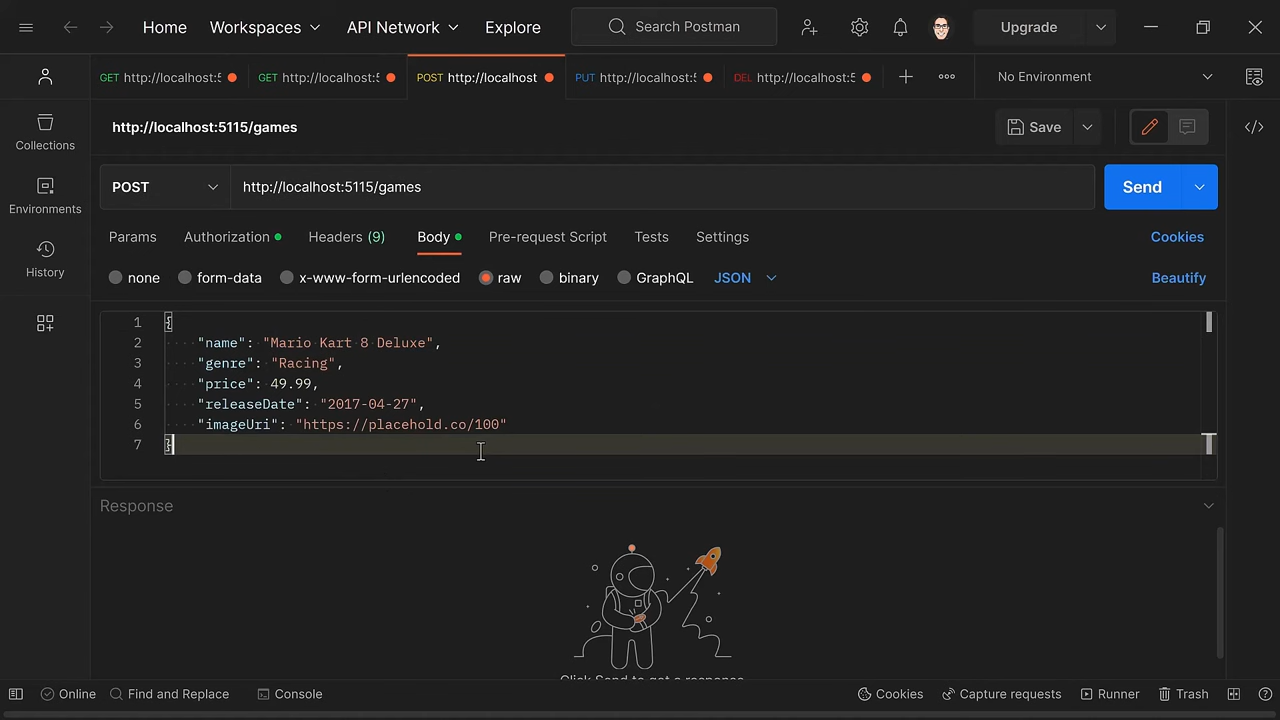 Home Workspaces API Network Explore Search Postman Upgrade
GET http://localhost:5 GET http://localhost:5 POST http://localhost PUT http://localhost:5 DEL http://localhost:5 No Environment
http://localhost:5115/games Save
Collections
Environments
History
POST http://localhost:5115/games Send
Params Authorization Headers (9) Body Pre-request Script Tests Settings Cookies
none form-data x-www-form-urlencoded raw binary GraphQL JSON Beautify
1 {
2 "name": "Mario Kart 8 Deluxe",
3 "genre": "Racing",
4 "price": 49.99,
5 "releaseDate": "2017-04-27",
6 "imageUri": "https://placehold.co/100"
7 }
Response
Click Send to get a response
Online Find and Replace Console Cookies Capture requests Runner Trash